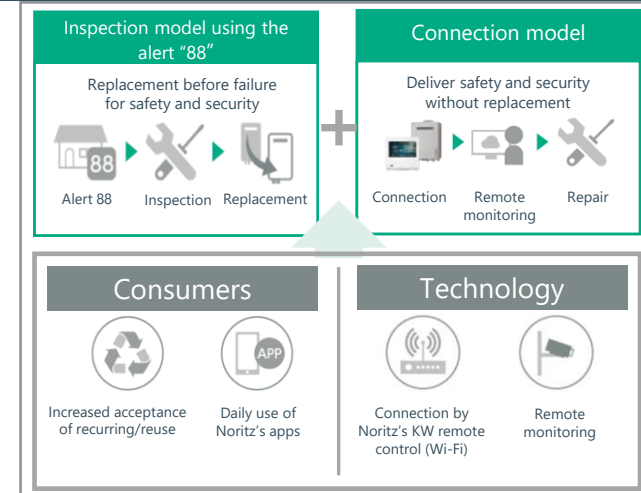 Inspection model using the
alert “88”
Replacement before failure
for safety and security
88
Alert 88
Inspection
Replacement
+
Connection model
Deliver safety and security
without replacement
Connection
Remote
monitoring
Repair
Consumers
Increased acceptance
of recurring/reuse
APP
Daily use of
Noritz’s apps
Technology
Connection by
Noritz’s KW remote
control (Wi-Fi)
Remote
monitoring